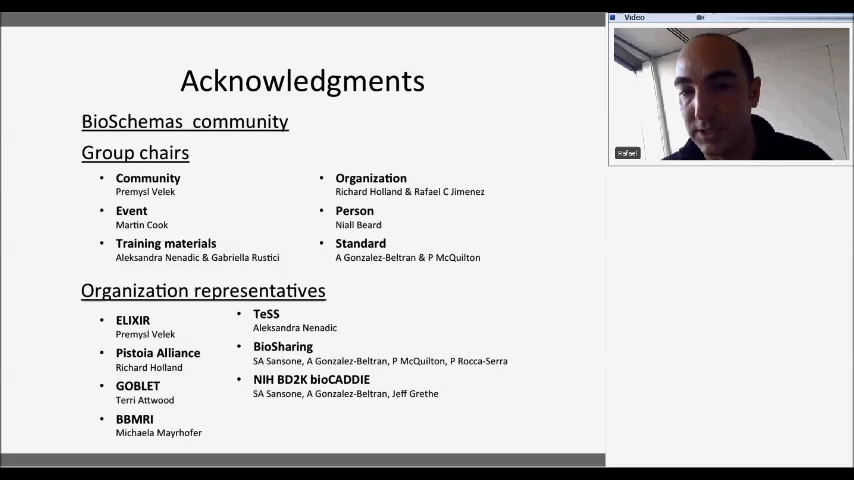 Acknowledgments
BioSchemas community
Group chairs
• Community
Premysl Velek
• Event
Martin Cook
• Training materials
Aleksandra Nenadic & Gabriella Rustici
• Organization
Richard Holland & Rafael C Jimenez
• Person
Niall Beard
• Standard
A Gonzalez-Beltran & P McQuilton
Organization representatives
• ELIXIR
Premysl Velek
• Pistoia Alliance
Richard Holland
• GOBLET
Terri Attwood
• BBMRI
Michaela Mayrhofer
• TeSS
Aleksandra Nenadic
• BioSharing
SA Sansone, A Gonzalez-Beltran, P McQuilton, P Rocca-Serra
• NIH BD2K bioCADDIE
SA Sansone, A Gonzalez-Beltran, Jeff Grethe
Video
Rafael